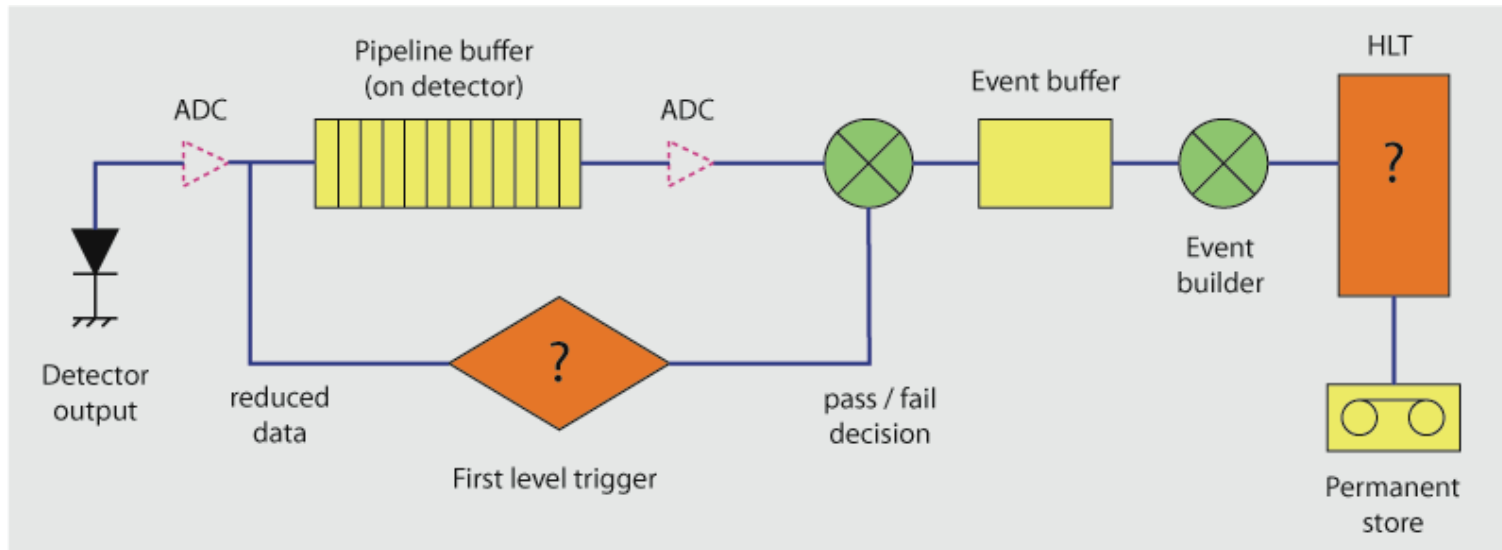 Pipeline buffer
(on detector)
HLT
ADC
ADC
Event buffer
?
Event
builder
Detector
output
reduced
data
?
pass / fail
decision
First level trigger
Permanent
store